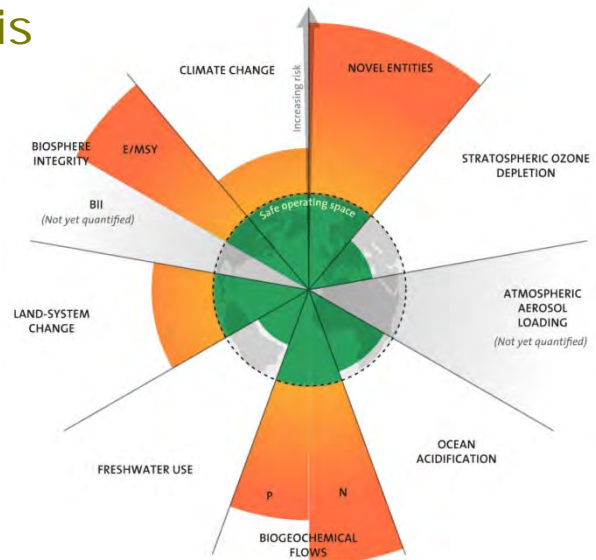 is
CLIMATE CHANGE
NOVEL ENTITIES
Increasing risk
BIOSPHERE
INTEGRITY
E/MSY
STRATOSPHERIC OZONE
DEPLETION
BII
(Not yet quantified)
Safe operating space
LAND-SYSTEM
CHANGE
ATMOSPHERIC
AEROSOL
LOADING
(Not yet quantified)
FRESHWATER USE
OCEAN
ACIDIFICATION
P
N
BIOGEOCHEMICAL
FLOWS